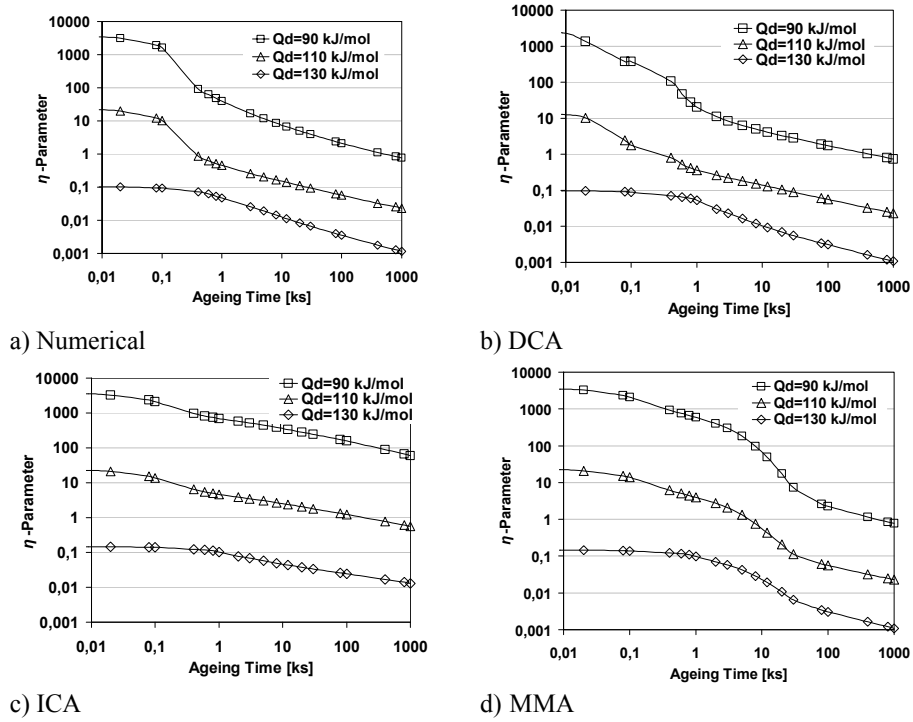 10000
1000
100
10
1
0,1
0,01
0,001
η -Parameter
Qd=90 kJ/mol
Qd=110 kJ/mol
Qd=130 kJ/mol
0,01 0,1 1 10 100 1000
Ageing Time [ks]
a) Numerical
10000
1000
100
10
1
0,1
0,01
0,001
η -Parameter
Qd=90 kJ/mol
Qd=110 kJ/mol
Qd=130 kJ/mol
0,01 0,1 1 10 100 1000
Ageing Time [ks]
b) DCA
10000
1000
100
10
1
0,1
0,01
0,001
η -Parameter
Qd=90 kJ/mol
Qd=110 kJ/mol
Qd=130 kJ/mol
0,01 0,1 1 10 100 1000
Ageing Time [ks]
c) ICA
10000
1000
100
10
1
0,1
0,01
0,001
η -Parameter
Qd=90 kJ/mol
Qd=110 kJ/mol
Qd=130 kJ/mol
0,01 0,1 1 10 100 1000
Ageing Time [ks]
d) MMA